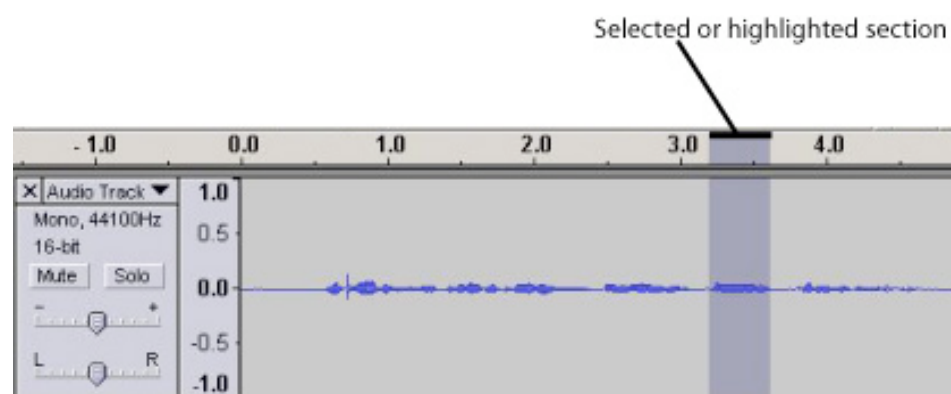 Selected or highlighted section
- 1.0 0.0 1.0 2.0 3.0 4.0
X Audio Track ▼ 1.0
Mono, 44100Hz 0.5
16-bit
Mute Solo 0.0
- +
-0.5
L R
-1.0